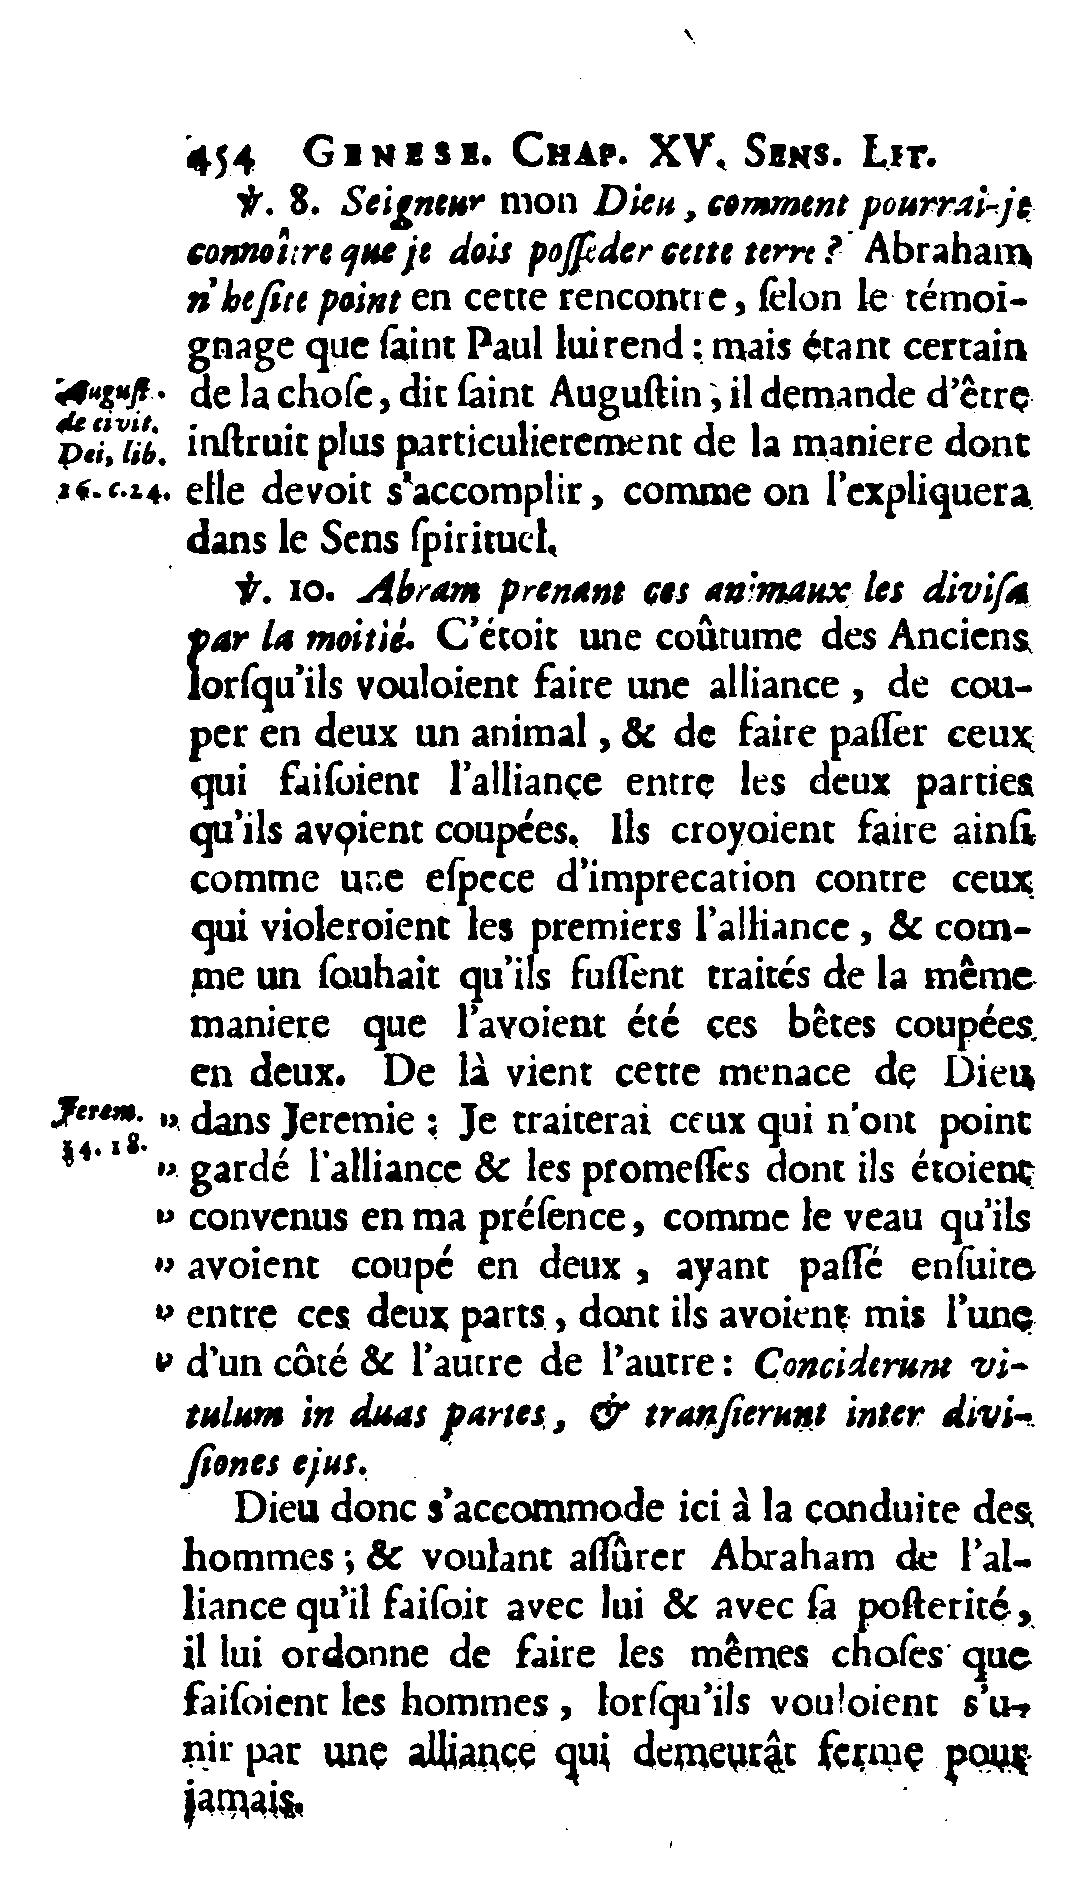 454 GENESE. CHAP. XV. SENS. LIT.
℣. 8. Seigneur mon Dieu, comment pourrai-je
connoître que je dois poſſeder cette terre ? Abraham
n'heſite point en cette rencontre, ſelon le témoi-
gnage que ſaint Paul lui rend : mais étant certain
Auguſt. de la choſe, dit ſaint Auguſtin, il demande d'être
de civit.
Dei, lib. inſtruit plus particulierement de la maniere dont
16. c. 24. elle devoit s'accomplir, comme on l'expliquera
dans le Sens ſpirituel.
℣. 10. Abram prenant ces animaux les diviſa
par la moitié. C'étoit une coûtume des Anciens
lorſqu'ils vouloient faire une alliance, de cou-
per en deux un animal, & de faire paſſer ceux
qui faiſoient l'alliance entre les deux parties
qu'ils avoient coupées. Ils croyoient faire ainſi
comme une eſpece d'imprecation contre ceux
qui violeroient les premiers l'alliance, & com-
me un ſouhait qu'ils fuſſent traités de la même
maniere que l'avoient été ces bêtes coupées
en deux. De là vient cette menace de Dieu
Jerem. " dans Jeremie : Je traiterai ceux qui n'ont point
34. 18. " gardé l'alliance & les promeſſes dont ils étoient
" convenus en ma préſence, comme le veau qu'ils
" avoient coupé en deux, ayant paſſé enſuite
" entre ces deux parts, dont ils avoient mis l'une
" d'un côté & l'autre de l'autre : Conciderunt vi-
tulum in duas partes, & tranſierunt inter divi-
ſiones ejus.
Dieu donc s'accommode ici à la conduite des
hommes ; & voulant aſſûrer Abraham de l'al-
liance qu'il faiſoit avec lui & avec ſa poſterité,
il lui ordonne de faire les mêmes choſes que
faiſoient les hommes, lorſqu'ils vouloient s'u-
nir par une alliance qui demeurât ferme pour
jamais.